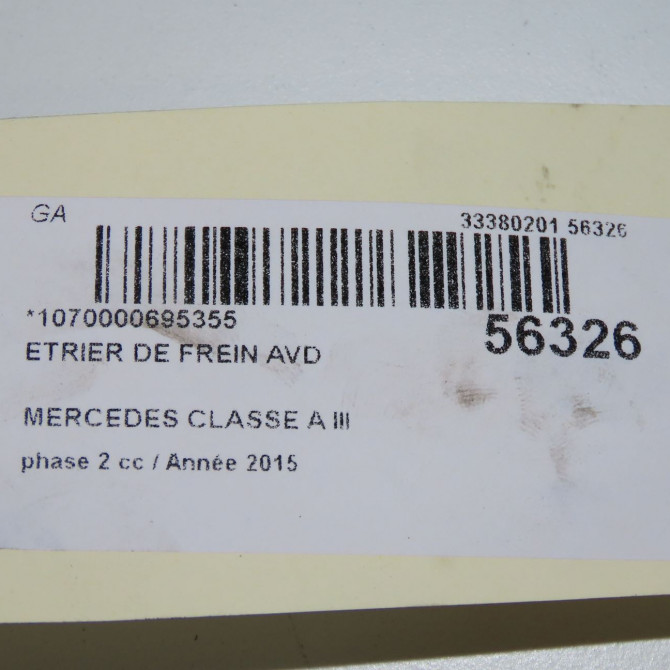 GA
33380201 56326
*1070000695355
56326
ETRIER DE FREIN AVD
MERCEDES CLASSE A III
phase 2 cc / Année 2015